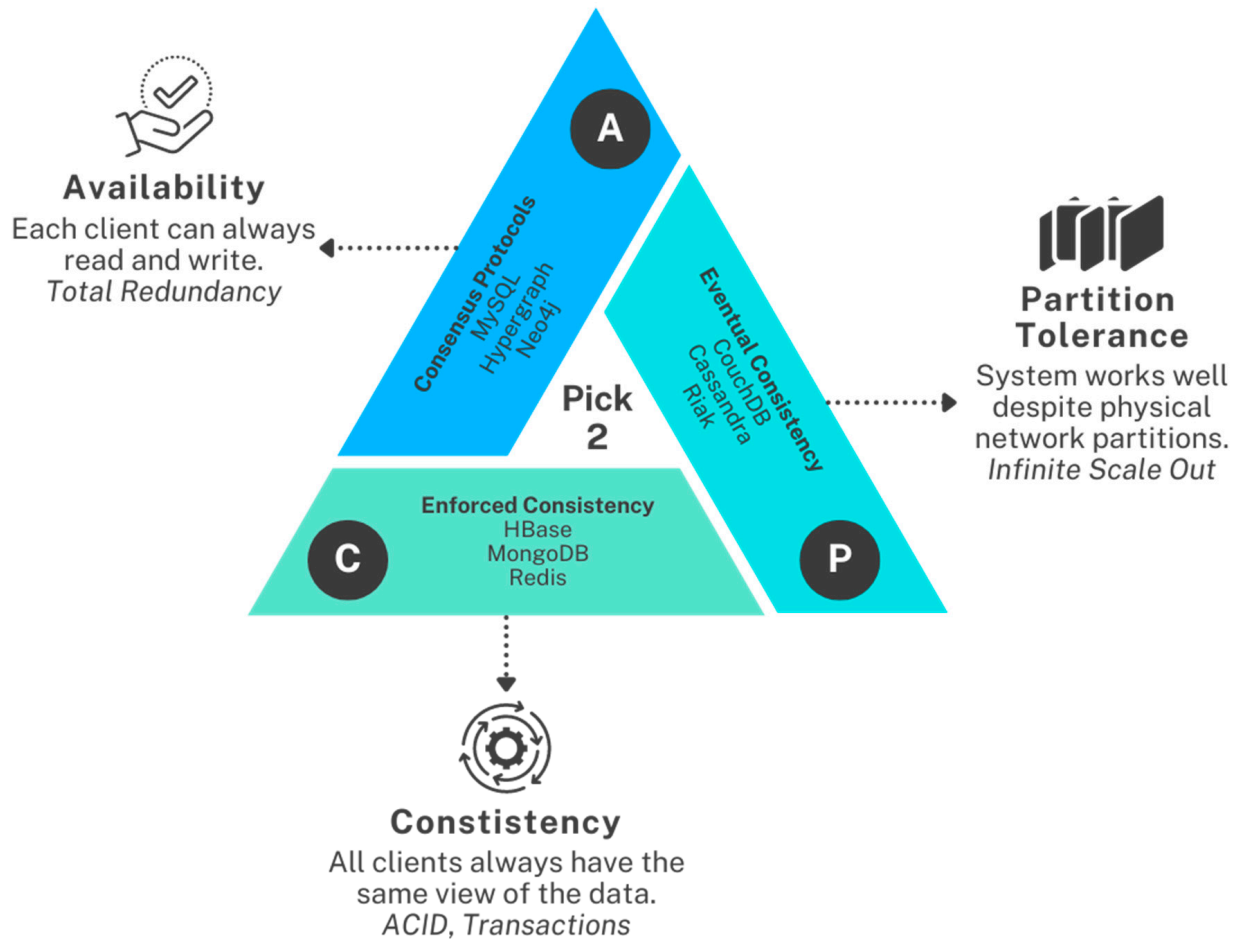 A
Availability
Each client can always
read and write.
Total Redundancy
Consensus Protocols
MySQL
Hypergraph
Neo4j
Partition
Tolerance
System works well
despite physical
network partitions.
Infinite Scale Out
Eventual Consistency
CouchDB
Cassandra
Riak
Pick
2
Enforced Consistency
HBase
MongoDB
Redis
C
P
Constistency
All clients always have the
same view of the data.
ACID, Transactions